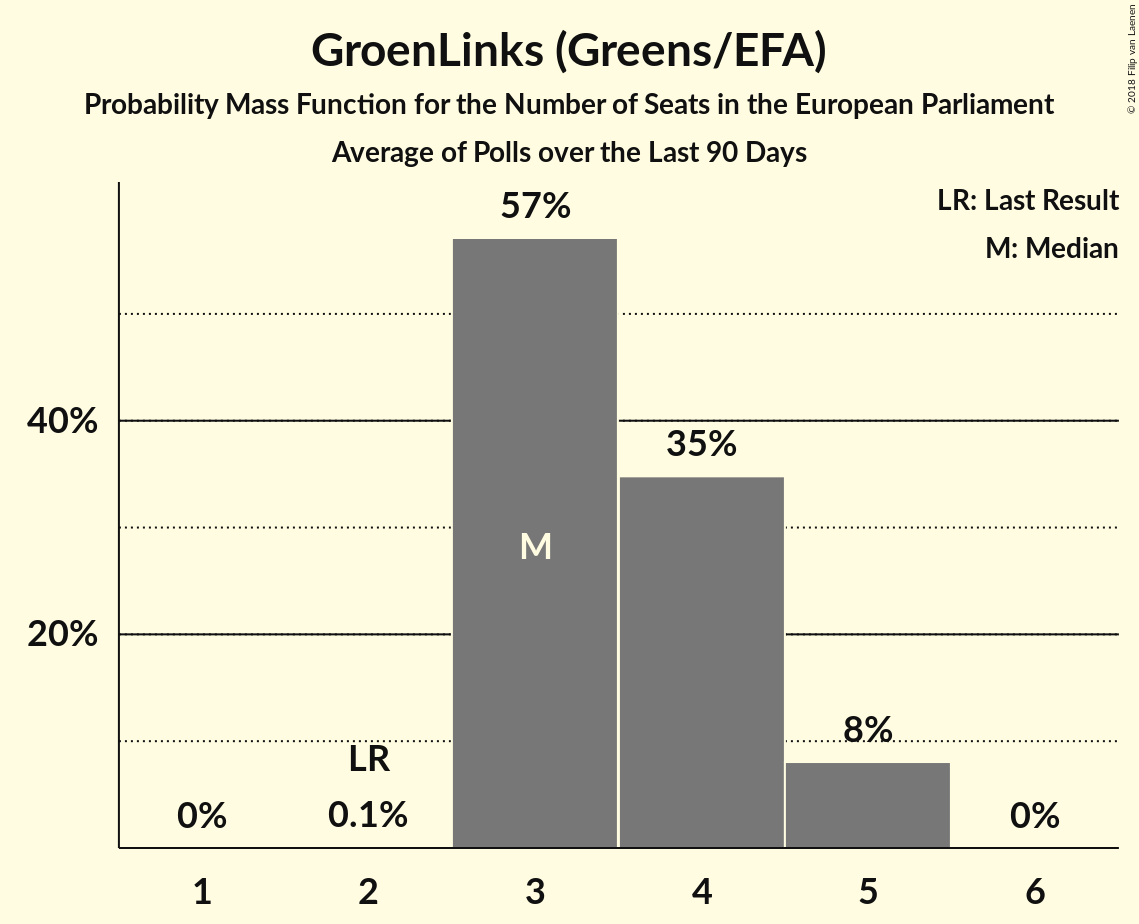 GroenLinks (Greens/EFA)
Probability Mass Function for the Number of Seats in the European Parliament
Average of Polls over the Last 90 Days
© 2018 Filip van Laenen
LR: Last Result
M: Median
57%
40%
35%
M
20%
8%
LR
0%
0.1%
0%
1
2
3
4
5
6